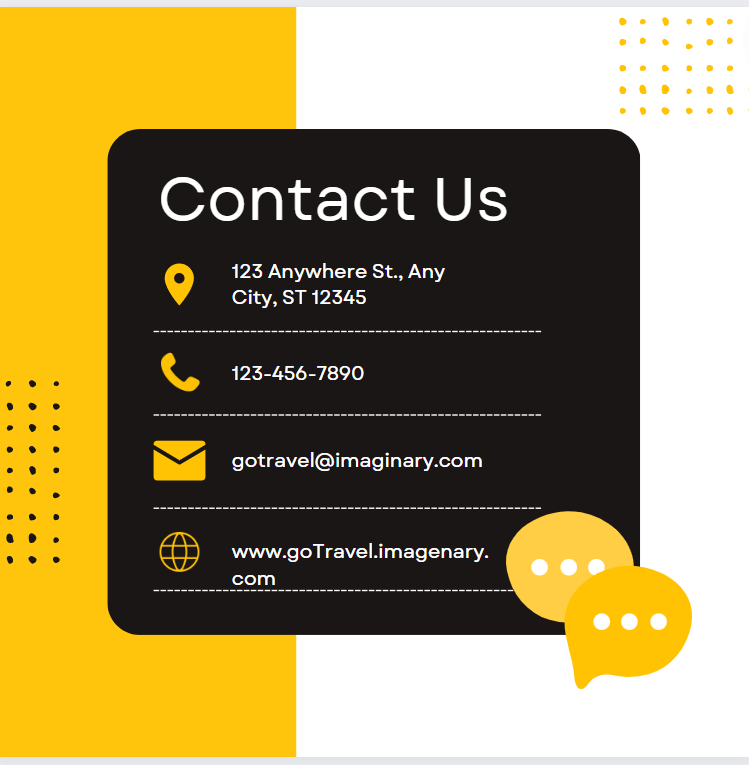 Contact Us
123 Anywhere St., Any
City, ST 12345
123-456-7890
gotravel@imaginary.com
www.goTravel.imagenary.
com